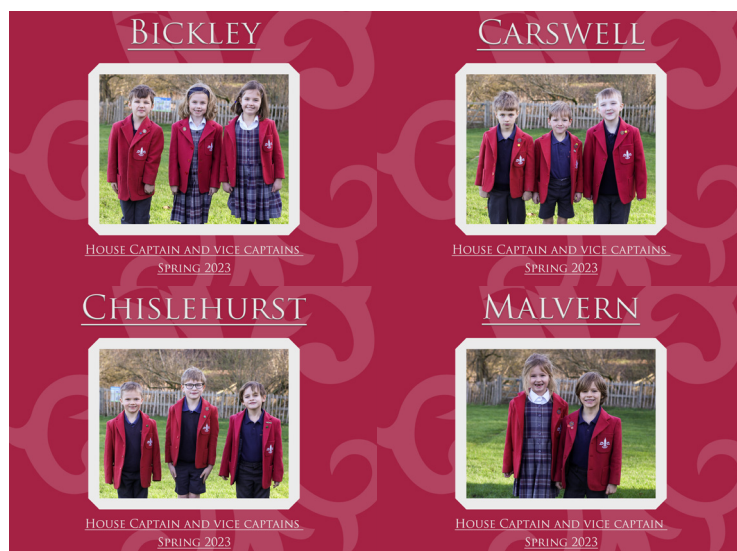 BICKLEY
HOUSE CAPTAIN AND VICE CAPTAINS
SPRING 2023
CARSWELL
HOUSE CAPTAIN AND VICE CAPTAINS
SPRING 2023
CHISLEHURST
HOUSE CAPTAIN AND VICE CAPTAINS
SPRING 2023
MALVERN
HOUSE CAPTAIN AND VICE CAPTAIN
SPRING 2023